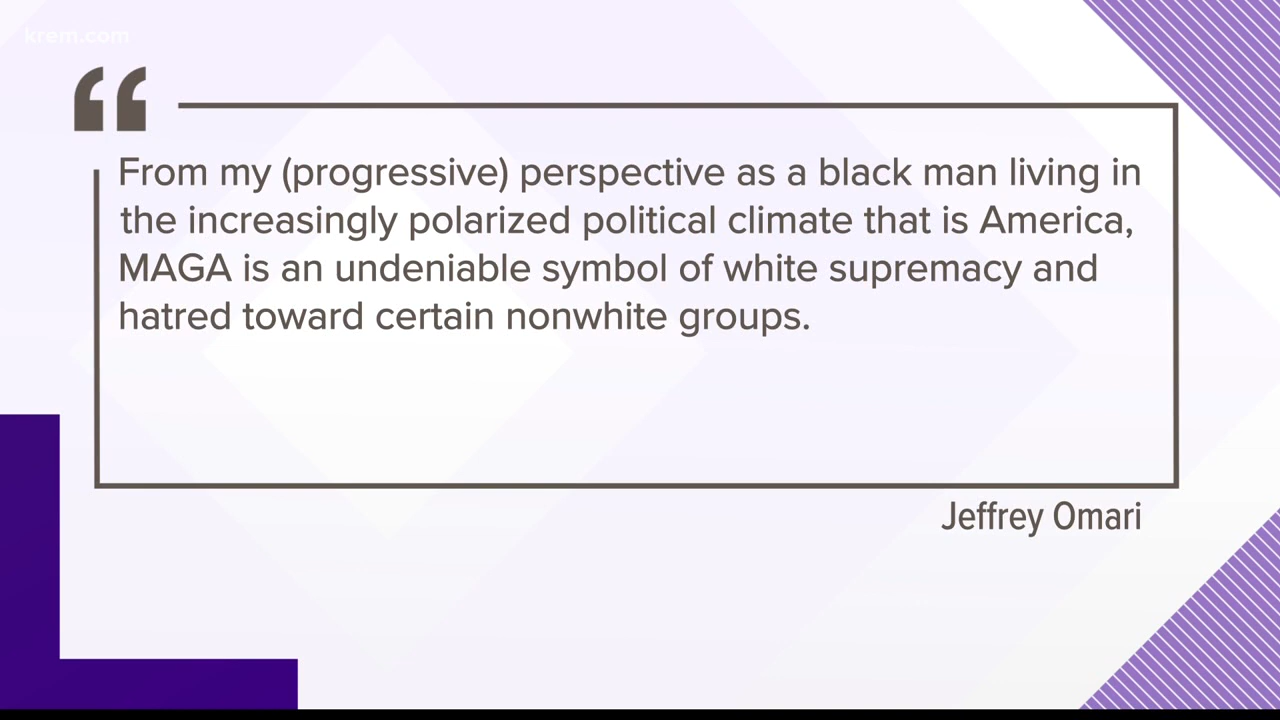 krem.com
“
From my (progressive) perspective as a black man living in
the increasingly polarized political climate that is America,
MAGA is an undeniable symbol of white supremacy and
hatred toward certain nonwhite groups.
Jeffrey Omari